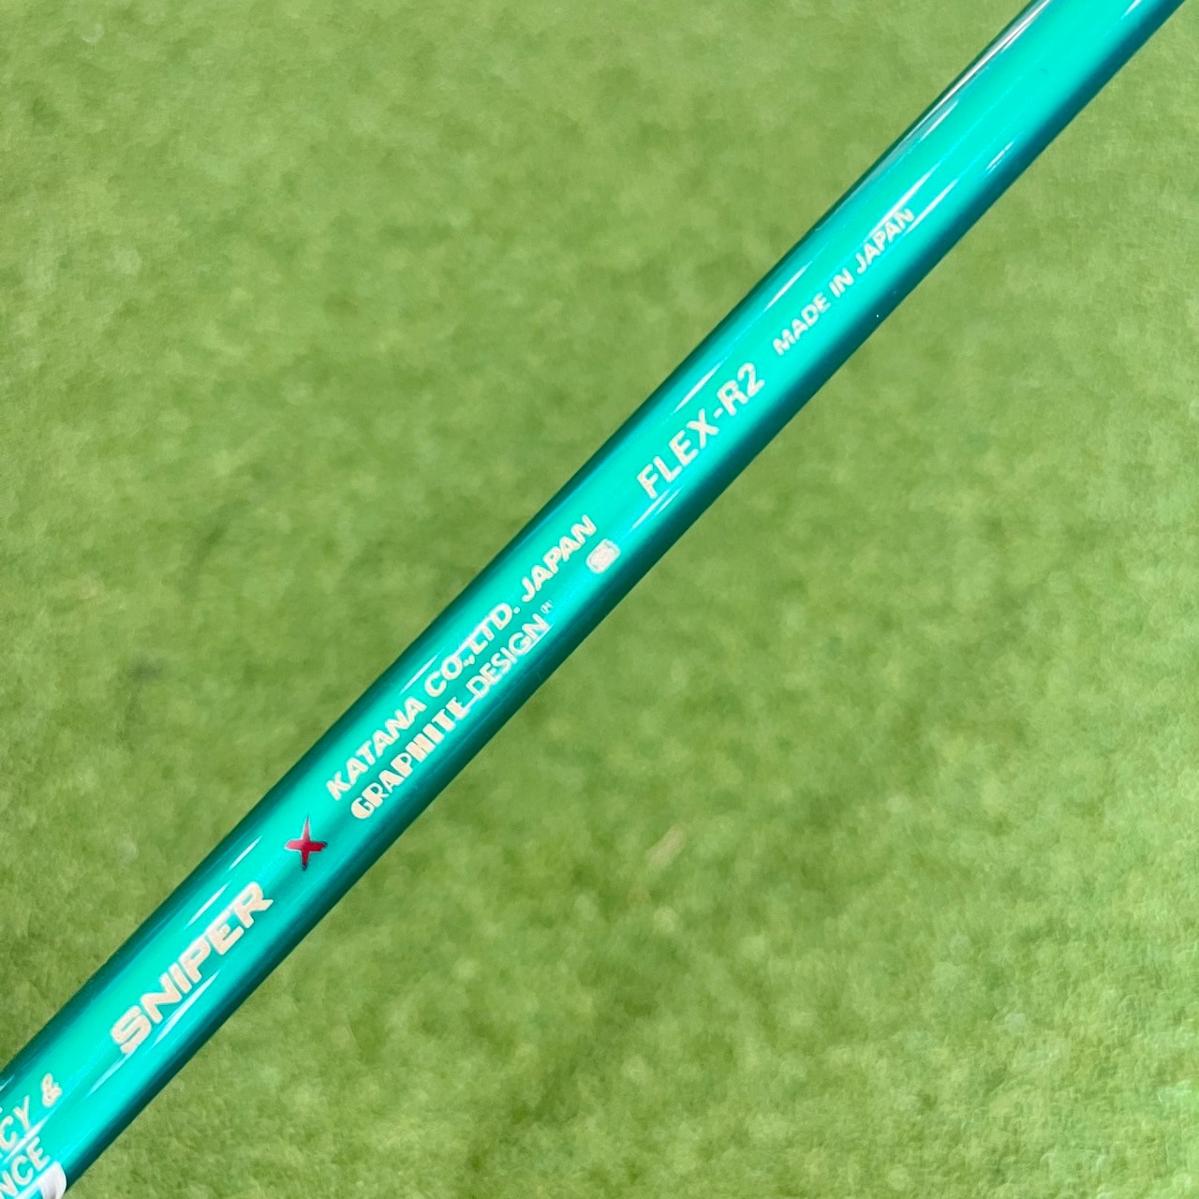 CY &
NCE
SNIPER X
KATANA CO.,LTD. JAPAN
GRAPHITE DESIGN®
FLEX-R2
MADE IN JAPAN